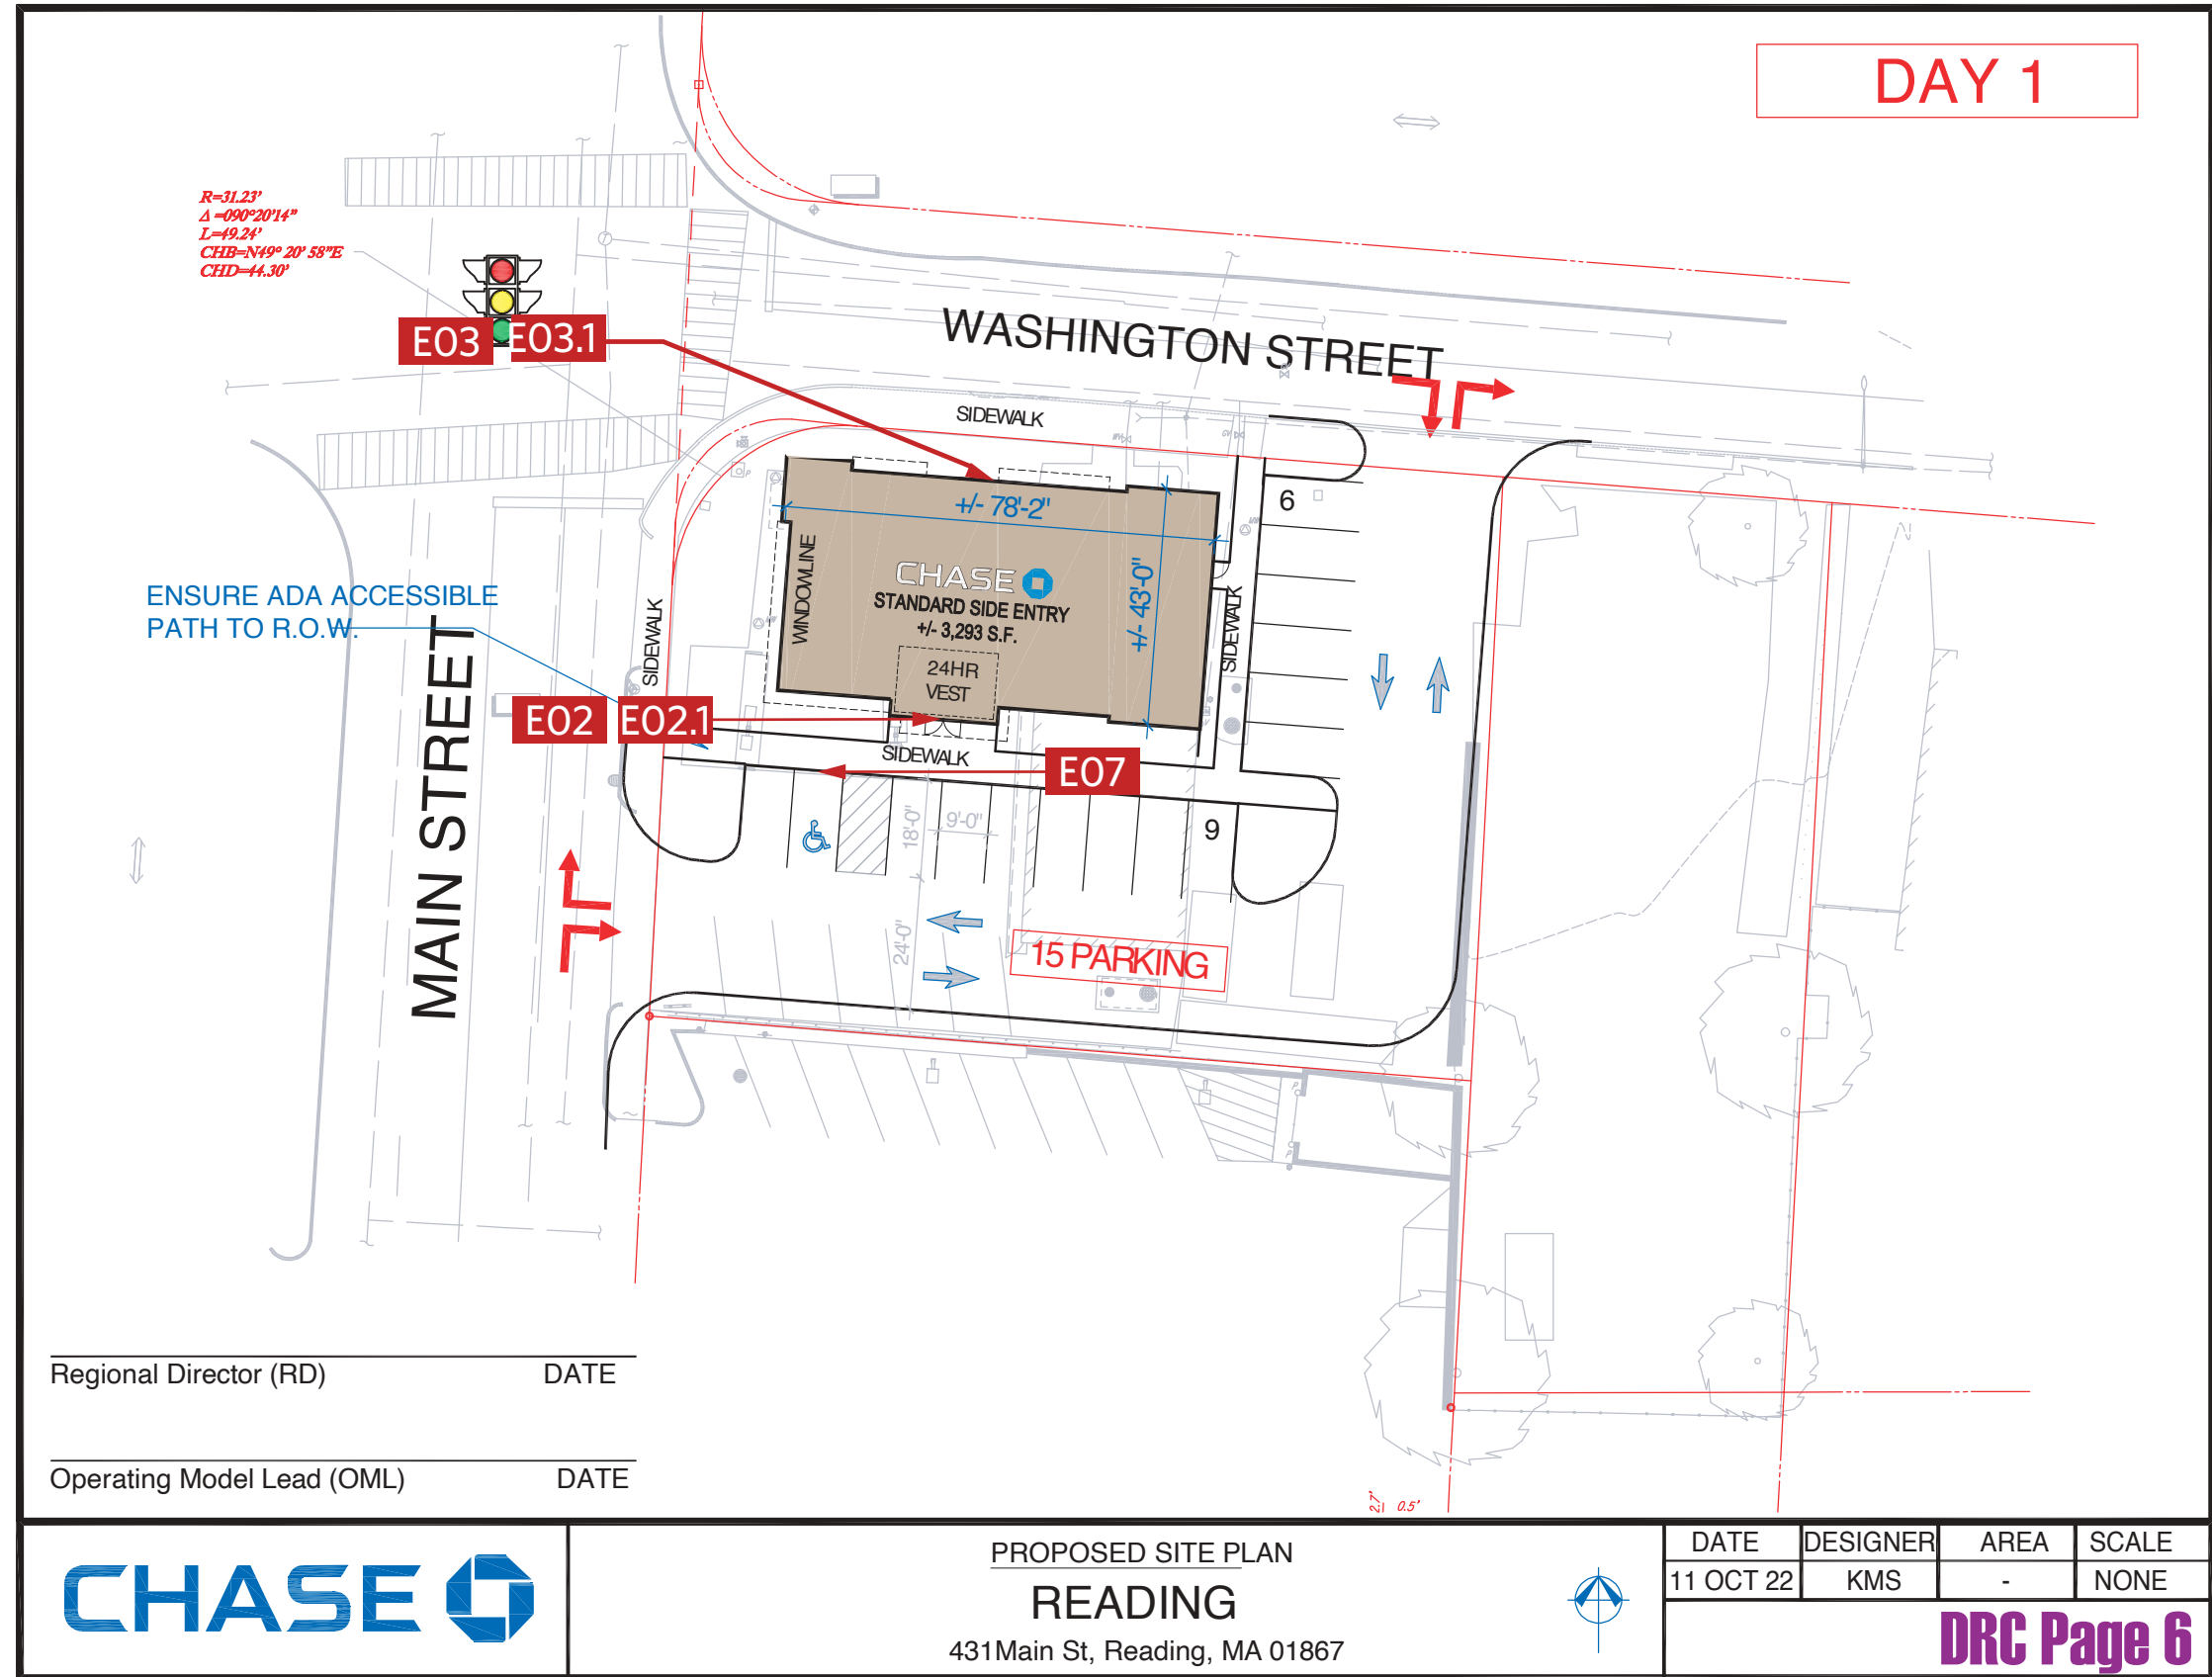 DAY 1
R=31.23'
Δ =090°20'14"
L=49.24'
CHB=N49° 20' 58"E
CHD=44.30'
E03
E03.1
WASHINGTON STREET
SIDEWALK
6
+/- 78'-2"
WINDOWLINE
CHASE
STANDARD SIDE ENTRY
+/- 3,293 S.F.
+/- 43'-0"
24HR
VEST
SIDEWALK
SIDEWALK
ENSURE ADA ACCESSIBLE
PATH TO R.O.W.
MAIN STREET
E02
E02.1
SIDEWALK
E07
18'-0"
9'-0"
9
24'-0"
15 PARKING
2.7'
0.5'
Regional Director (RD) DATE
Operating Model Lead (OML) DATE
CHASE
PROPOSED SITE PLAN
READING
431Main St, Reading, MA 01867
DATE DESIGNER AREA SCALE
11 OCT 22 KMS - NONE
DRC Page 6